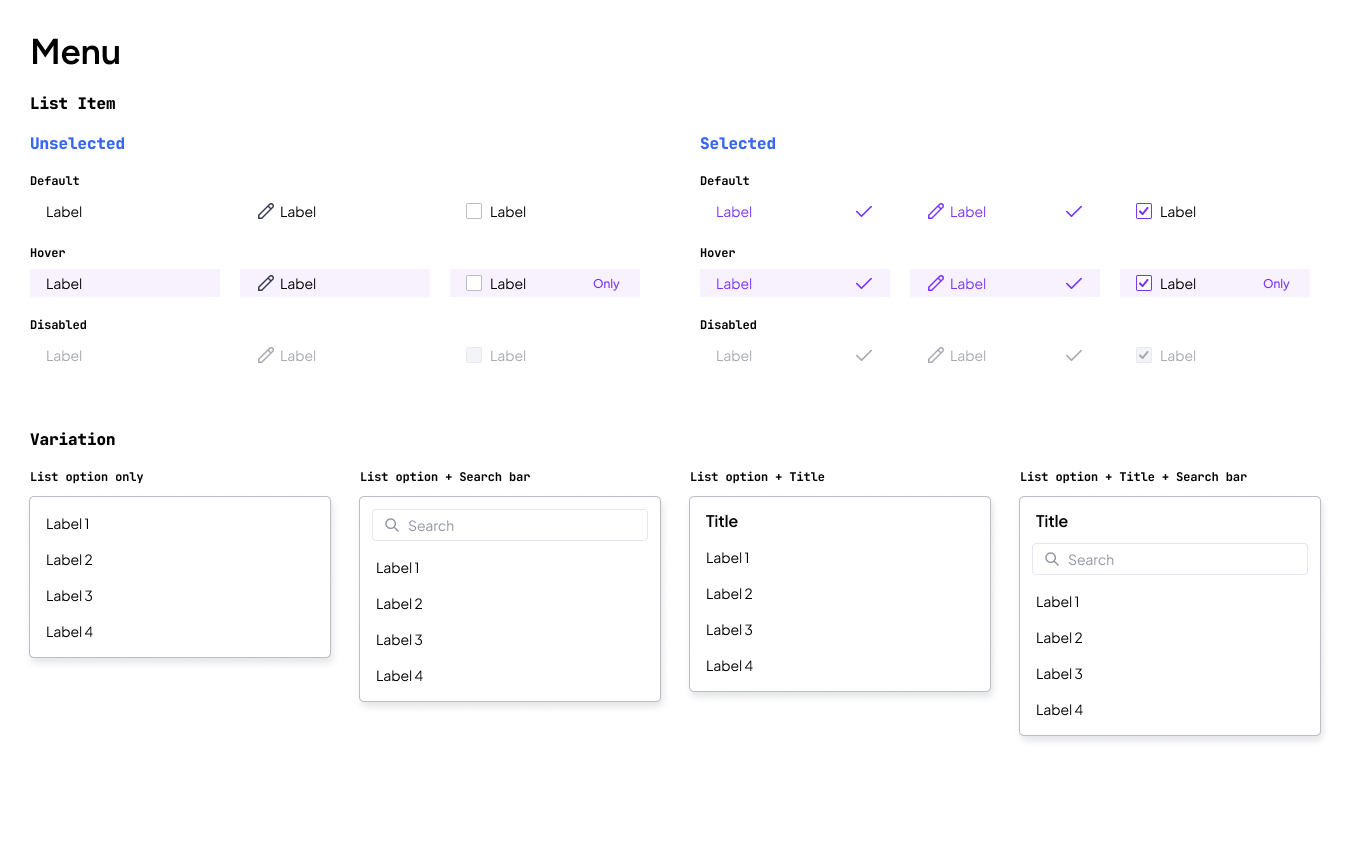 Menu
List Item
Unselected
Selected
Default
Default
Label
Label
Label
Label
Label
Label
Hover
Hover
Label
Label
Label Only
Label
Label
Label Only
Disabled
Disabled
Label
Label
Label
Label
Label
Label
Variation
List option only
List option + Search bar
List option + Title
List option + Title + Search bar
Label 1
Label 2
Label 3
Label 4
Search
Label 1
Label 2
Label 3
Label 4
Title
Label 1
Label 2
Label 3
Label 4
Title
Search
Label 1
Label 2
Label 3
Label 4